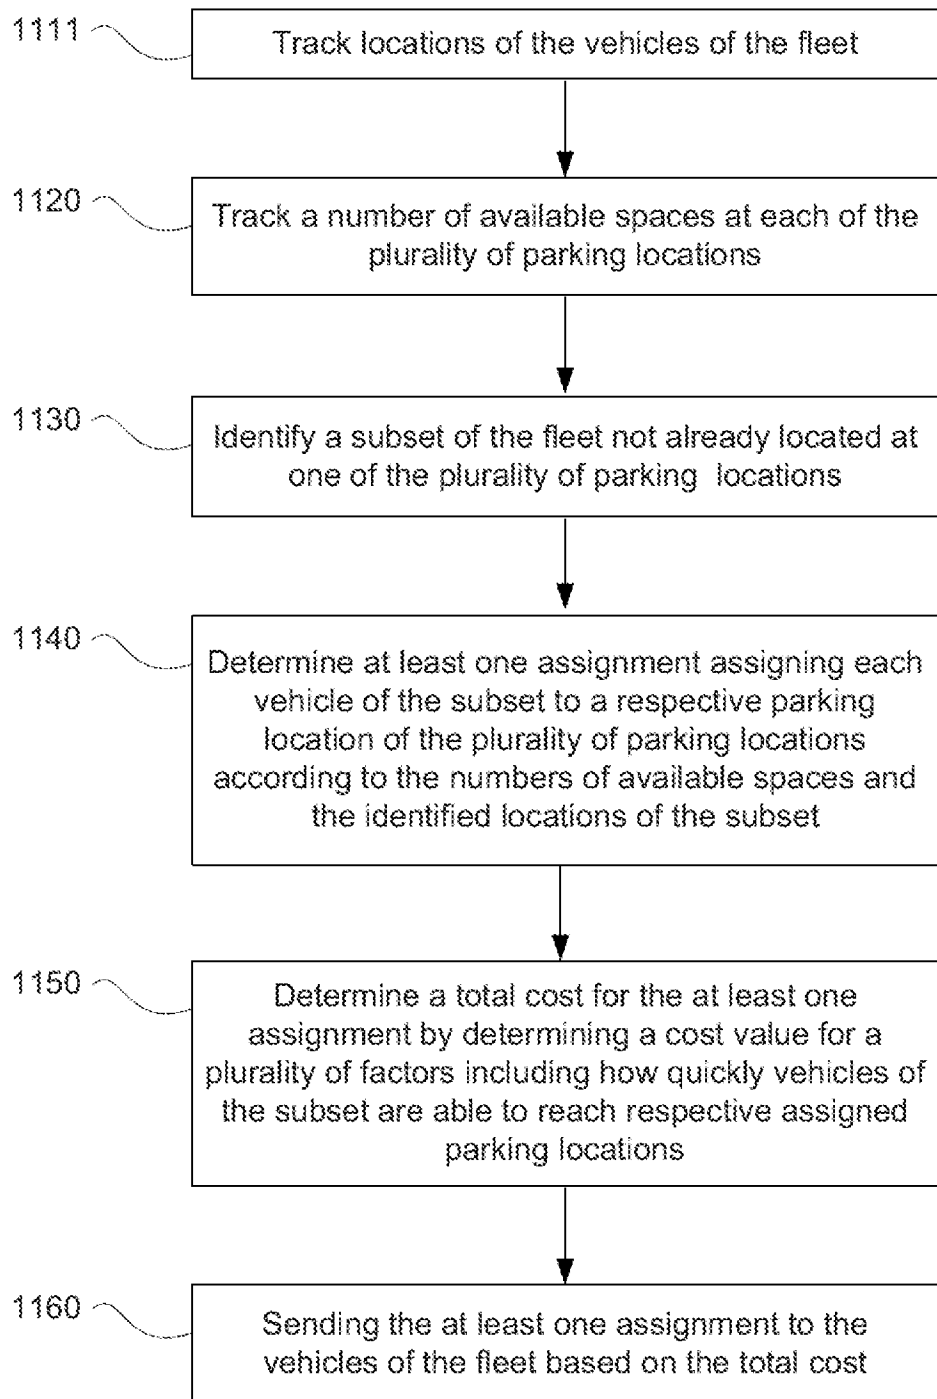 1111
Track locations of the vehicles of the fleet
1120
Track a number of available spaces at each of the
plurality of parking locations
1130
Identify a subset of the fleet not already located at
one of the plurality of parking locations
1140
Determine at least one assignment assigning each
vehicle of the subset to a respective parking
location of the plurality of parking locations
according to the numbers of available spaces and
the identified locations of the subset
1150
Determine a total cost for the at least one
assignment by determining a cost value for a
plurality of factors including how quickly vehicles of
the subset are able to reach respective assigned
parking locations
1160
Sending the at least one assignment to the
vehicles of the fleet based on the total cost